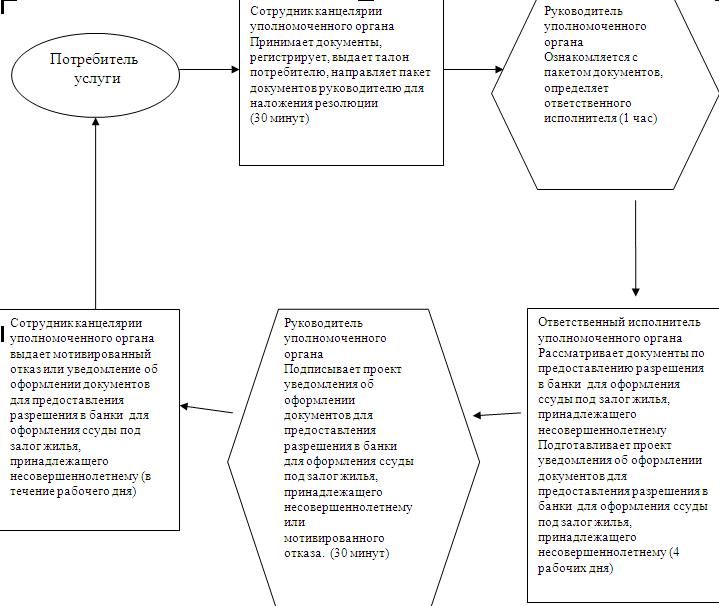 Потребитель
услуги
Сотрудник канцелярии
уполномоченного органа
Принимает документы,
регистрирует, выдает талон
потребителю, направляет пакет
документов руководителю для
наложения резолюции
(30 минут)
Руководитель
уполномоченного
органа
Ознакомляется с
пакетом документов,
определяет
ответственного
исполнителя (1 час)
Ответственный исполнитель
уполномоченного органа
Рассматривает документы по
предоставлению разрешения
в банки для оформления
ссуды под залог жилья,
принадлежащего
несовершеннолетнему
Подготавливает проект
уведомления об оформлении
документов для
предоставления разрешения в
банки для оформления ссуды
под залог жилья,
принадлежащего
несовершеннолетнему (4
рабочих дня)
Руководитель
уполномоченного
органа
Подписывает проект
уведомления об
оформлении
документов для
предоставления
разрешения в банки
для оформления ссуды
под залог жилья,
принадлежащего
несовершеннолетнему
или
мотивированного
отказа. (30 минут)
Сотрудник канцелярии
уполномоченного органа
выдает мотивированный
отказ или уведомление об
оформлении документов
для предоставления
разрешения в банки для
оформления ссуды под
залог жилья,
принадлежащего
несовершеннолетнему (в
течение рабочего дня)